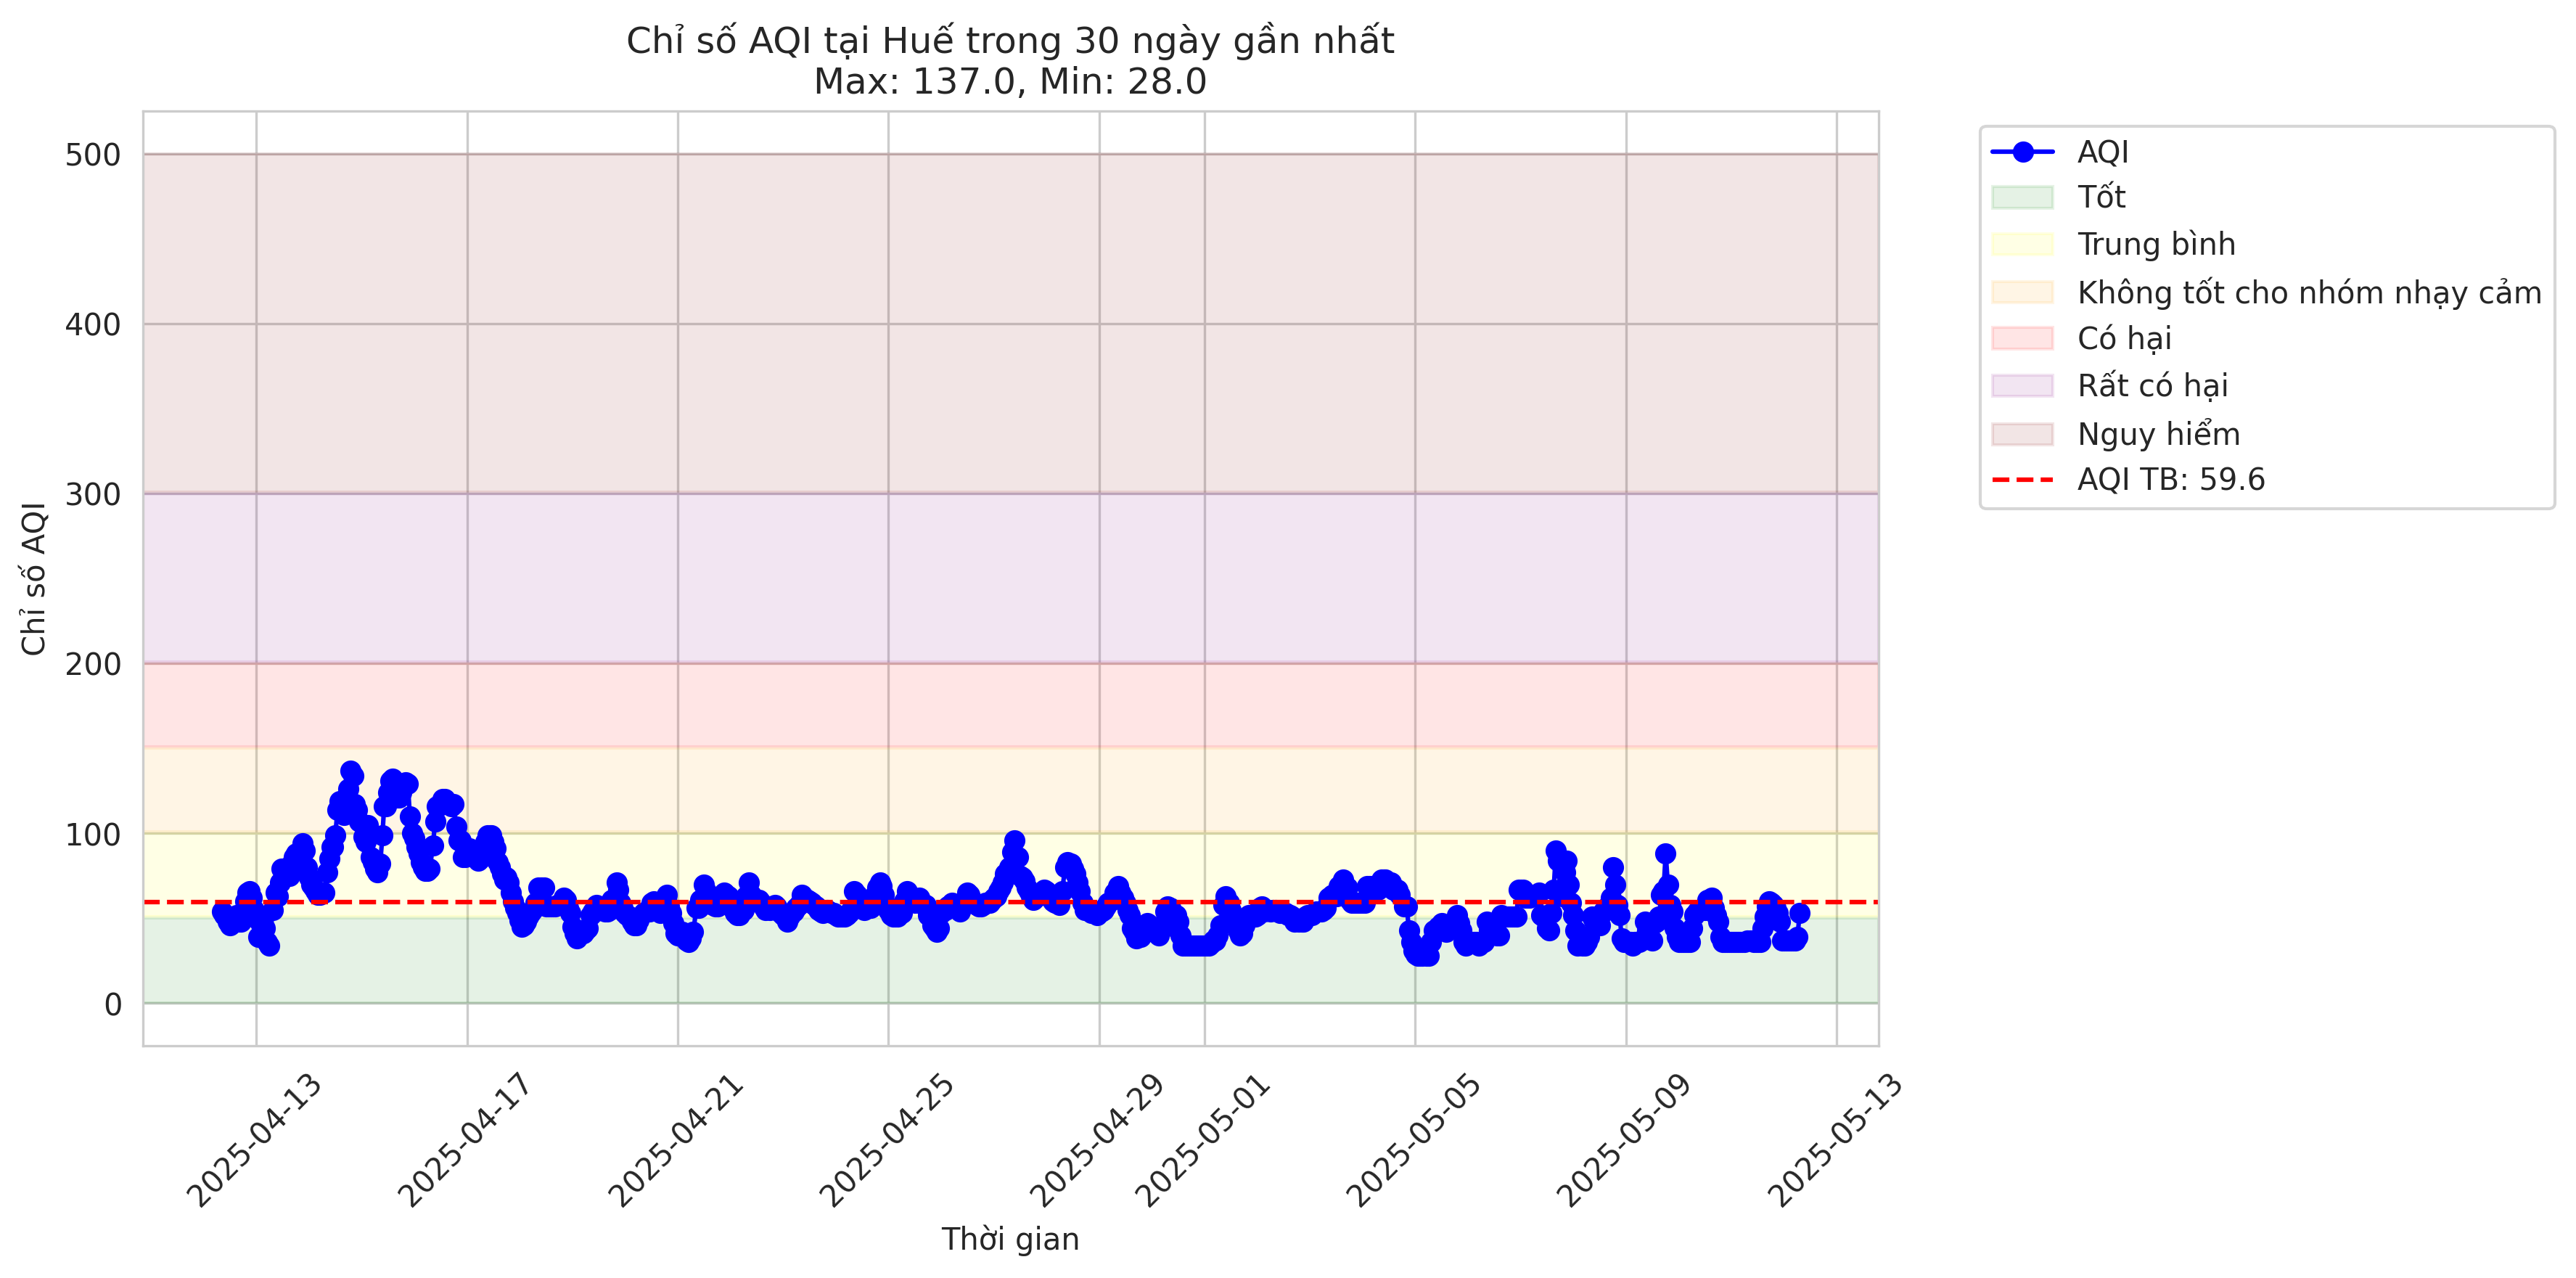 Chỉ số AQI tại Huế trong 30 ngày gần nhất
Max: 137.0, Min: 28.0
Chỉ số AQI
500
400
300
200
100
0
2025-04-13
2025-04-17
2025-04-21
2025-04-25
2025-04-29
2025-05-01
2025-05-05
2025-05-09
2025-05-13
Thời gian
AQI
Tốt
Trung bình
Không tốt cho nhóm nhạy cảm
Có hại
Rất có hại
Nguy hiểm
AQI TB: 59.6